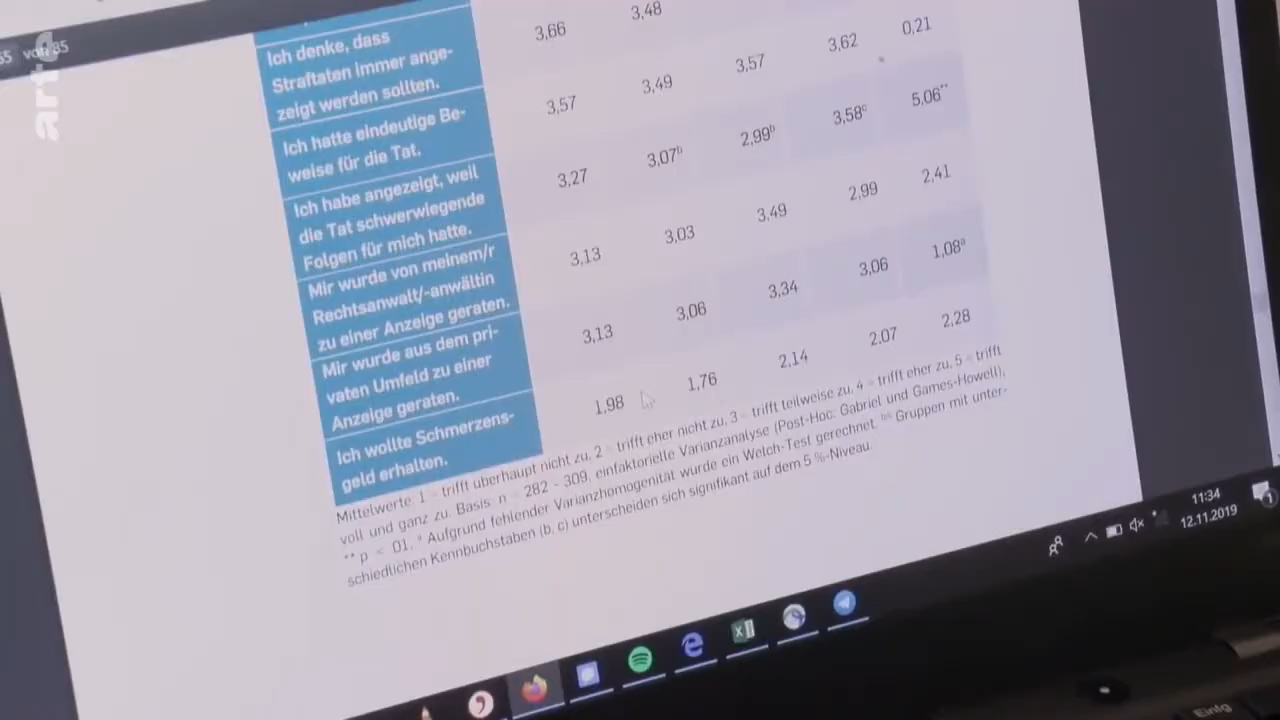 65 von 85
arte
3,66 3,48
Ich denke, dass
Straftaten immer ange-
zeigt werden sollten.
3,57 3,49 3,57 3,62 0,21
Ich hatte eindeutige Be-
weise für die Tat.
3,27 3,07ᵇ 2,99ᵇ 3,58ᶜ 5,06**
Ich habe angezeigt, weil
die Tat schwerwiegende
Folgen für mich hatte.
3,13 3,03 3,49 2,99 2,41
Mir wurde von meinem/r
Rechtsanwalt/-anwältin
zu einer Anzeige geraten.
3,13 3,06 3,34 3,06 1,08ᵃ
Mir wurde aus dem pri-
vaten Umfeld zu einer
Anzeige geraten.
1,98 1,76 2,14 2,07 2,28
Ich wollte Schmerzens-
geld erhalten.
Mittelwerte. 1 = trifft überhaupt nicht zu, 2 = trifft eher nicht zu, 3 = trifft teilweise zu, 4 = trifft eher zu, 5 = trifft
voll und ganz zu. Basis: n = 282 - 309, einfaktorielle Varianzanalyse (Post-Hoc: Gabriel und Games-Howell),
** p < .01. ᵃ Aufgrund fehlender Varianzhomogenität wurde ein Welch-Test gerechnet. ᵇ/ᶜ Gruppen mit unter-
schiedlichen Kennbuchstaben (b, c) unterscheiden sich signifikant auf dem 5 %-Niveau.
11:34
12.11.2019
1
Einfg